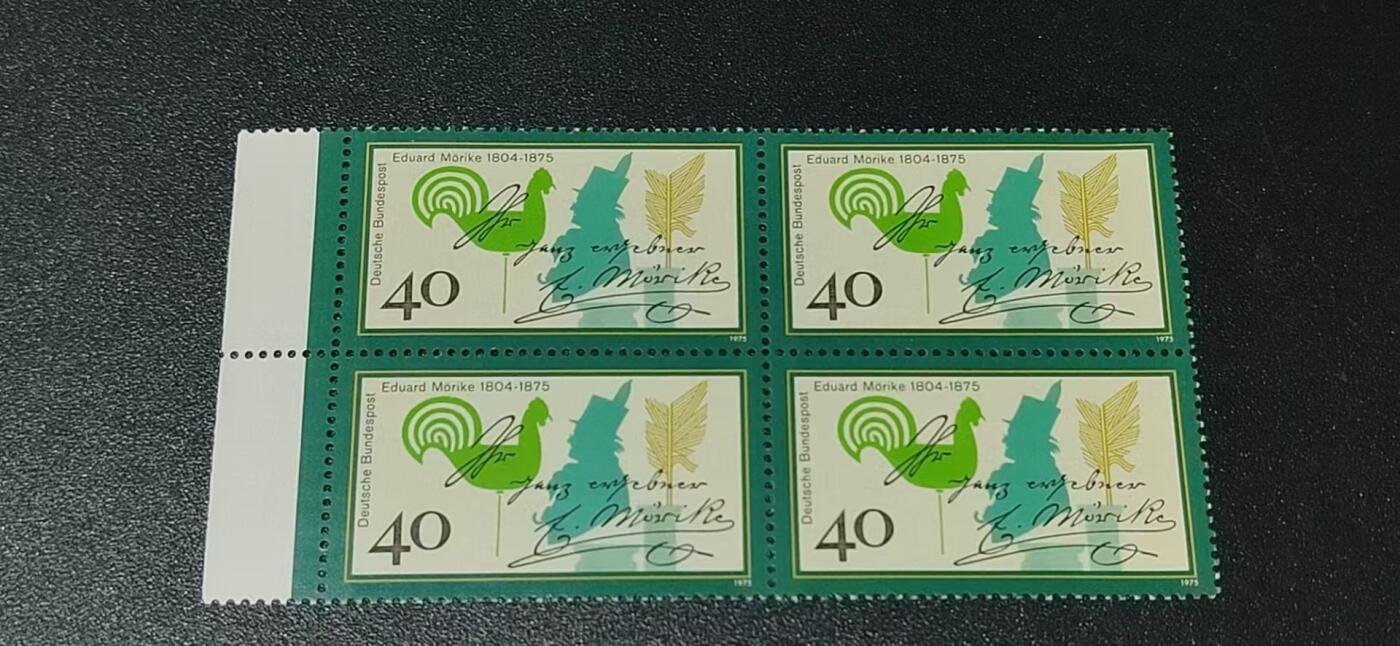 Eduard Mörike 1804-1875
Deutsche Bundespost
Ihr
ganz ergebner
E. Mörike
40
1975
Eduard Mörike 1804-1875
Deutsche Bundespost
Ihr
ganz ergebner
E. Mörike
40
1975
Eduard Mörike 1804-1875
Deutsche Bundespost
Ihr
ganz ergebner
E. Mörike
40
1975
Eduard Mörike 1804-1875
Deutsche Bundespost
Ihr
ganz ergebner
E. Mörike
40
1975